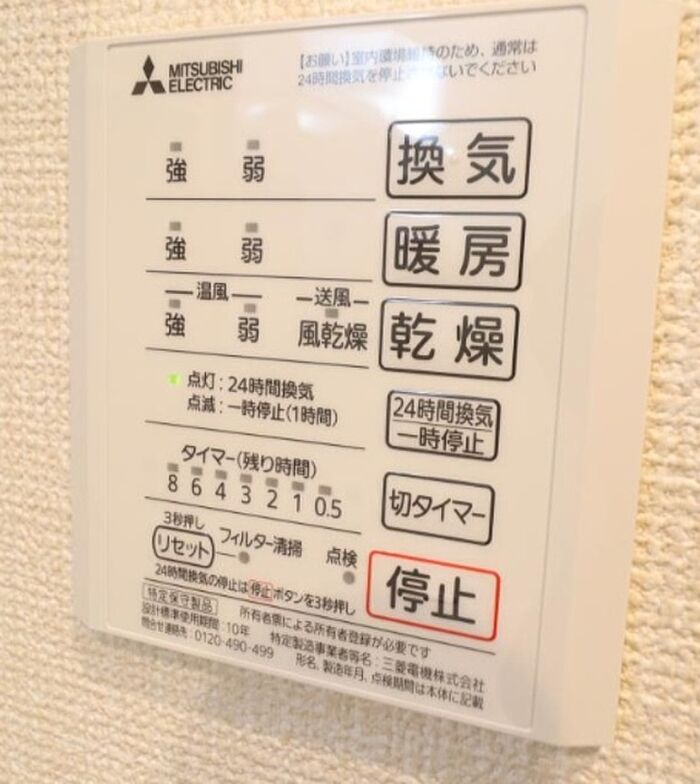 MITSUBISHI
ELECTRIC
【お願い】室内環境維持のため、通常は
24時間換気を停止しないでください
強 弱 換気
強 弱 暖房
温風 送風
強 弱 風乾燥 乾燥
点灯:24時間換気
点滅:一時停止(1時間)
24時間換気
一時停止
タイマー(残り時間)
8 6 4 3 2 1 0.5
切タイマー
3秒押し
リセット フィルター清掃 点検
24時間換気の停止は停止ボタンを3秒押し
停止
特定保守製品 所有者票による所有者登録が必要です
設計標準使用期間:10年 特定製造事業者等名:三菱電機株式会社
問合せ連絡先:0120-490-499 形名、製造年月、点検期間は本体に記載